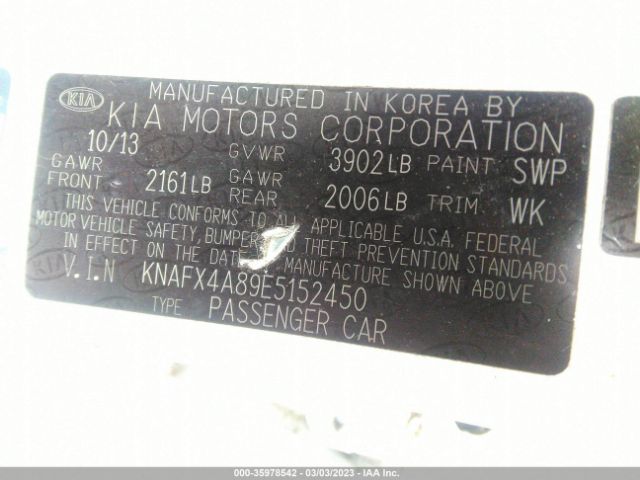 KIA
MANUFACTURED IN KOREA BY
KIA MOTORS CORPORATION
10/13 GVWR 3902LB PAINT SWP
GAWR FRONT 2161LB GAWR REAR 2006LB TRIM WK
THIS VEHICLE CONFORMS TO ALL APPLICABLE U.S.A. FEDERAL
MOTOR VEHICLE SAFETY, BUMPER THEFT PREVENTION STANDARDS
IN EFFECT ON THE DATE MANUFACTURE SHOWN ABOVE
V.I.N KNAFX4A89E5152450
TYPE PASSENGER CAR
000-35978542 - 03/03/2023 - IAA Inc.